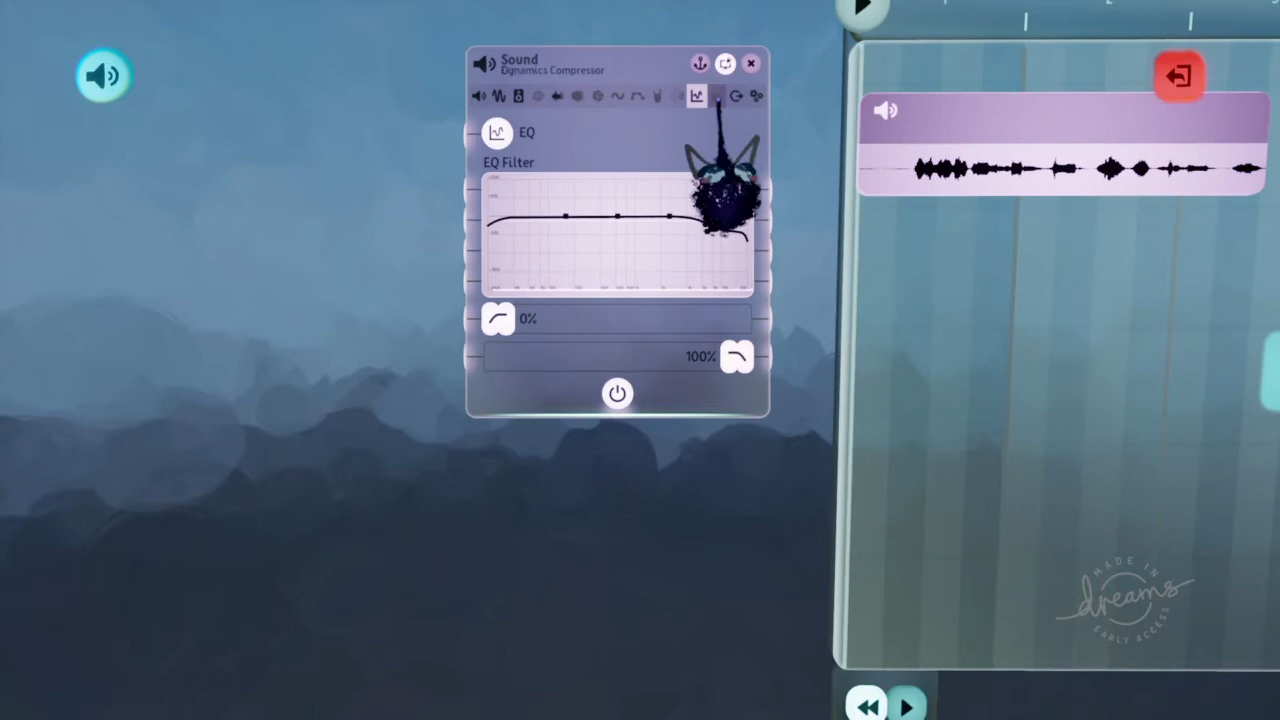 Sound
Dynamics Compressor
EQ
EQ Filter
0%
100%
MADE IN
dreams
EARLY ACCESS